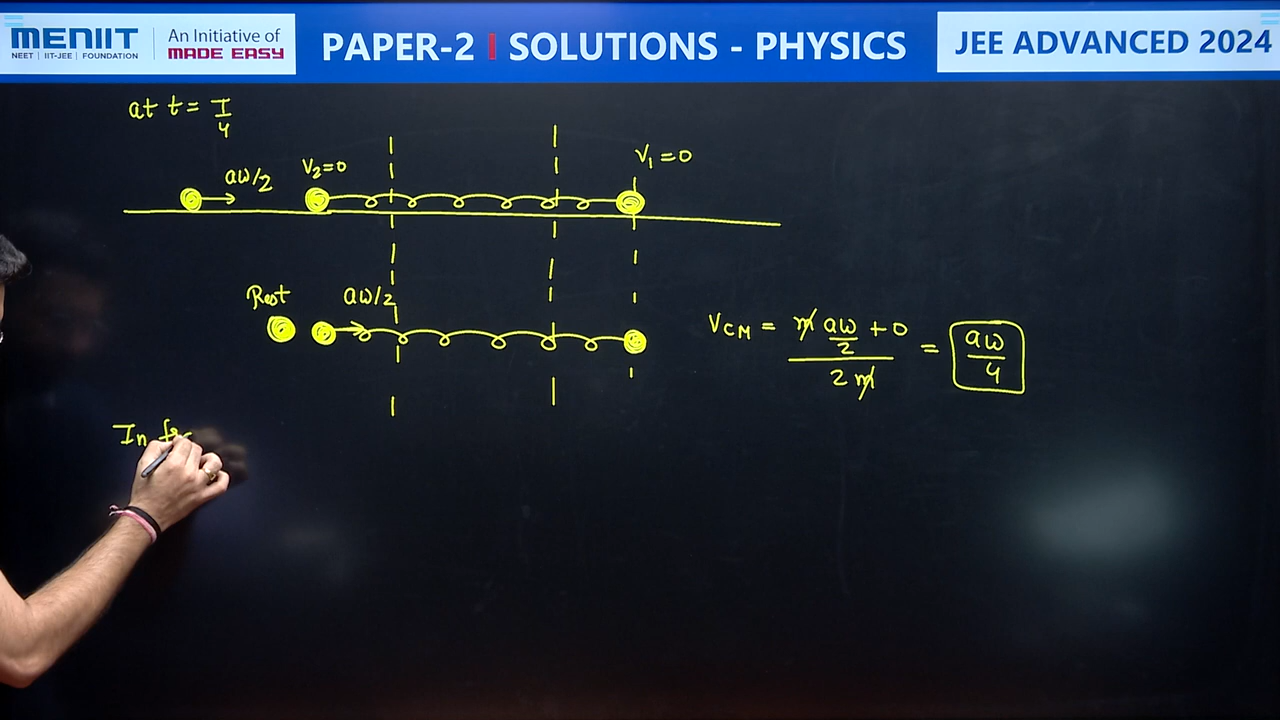 MENIIT
NEET | IIT-JEE | FOUNDATION
An Initiative of
MADE EASY
PAPER-2 | SOLUTIONS - PHYSICS
JEE ADVANCED 2024
at t = T/4
aω/2
V₂=0
V₁=0
Rest
aω/2
V_CM = (m aω/2 + 0)/(2m) = aω/4
In